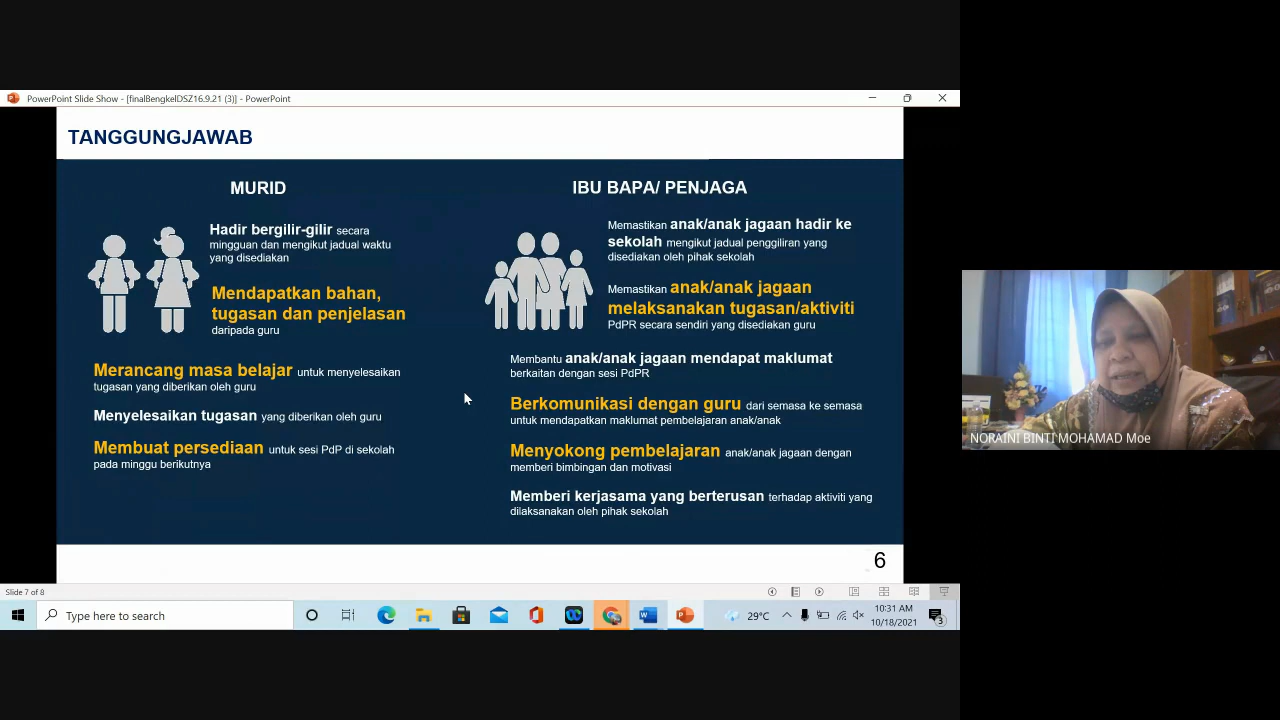 PowerPoint Slide Show - [finalBengkelDSZ16.9.21 (3)] - PowerPoint
TANGGUNGJAWAB
MURID
Hadir bergilir-gilir secara
mingguan dan mengikut jadual waktu
yang disediakan
Mendapatkan bahan,
tugasan dan penjelasan
daripada guru
Merancang masa belajar untuk menyelesaikan
tugasan yang diberikan oleh guru
Menyelesaikan tugasan yang diberikan oleh guru
Membuat persediaan untuk sesi PdP di sekolah
pada minggu berikutnya
IBU BAPA/ PENJAGA
Memastikan anak/anak jagaan hadir ke
sekolah mengikut jadual penggiliran yang
disediakan oleh pihak sekolah
Memastikan anak/anak jagaan
melaksanakan tugasan/aktiviti
PdPR secara sendiri yang disediakan guru
Membantu anak/anak jagaan mendapat maklumat
berkaitan dengan sesi PdPR
Berkomunikasi dengan guru dari semasa ke semasa
untuk mendapatkan maklumat pembelajaran anak/anak
Menyokong pembelajaran anak/anak jagaan dengan
memberi bimbingan dan motivasi
Memberi kerjasama yang berterusan terhadap aktiviti yang
dilaksanakan oleh pihak sekolah
6
NORAINI BINTI MOHAMAD Moe
Slide 7 of 8
Type here to search
29°C
10:31 AM
10/18/2021
3